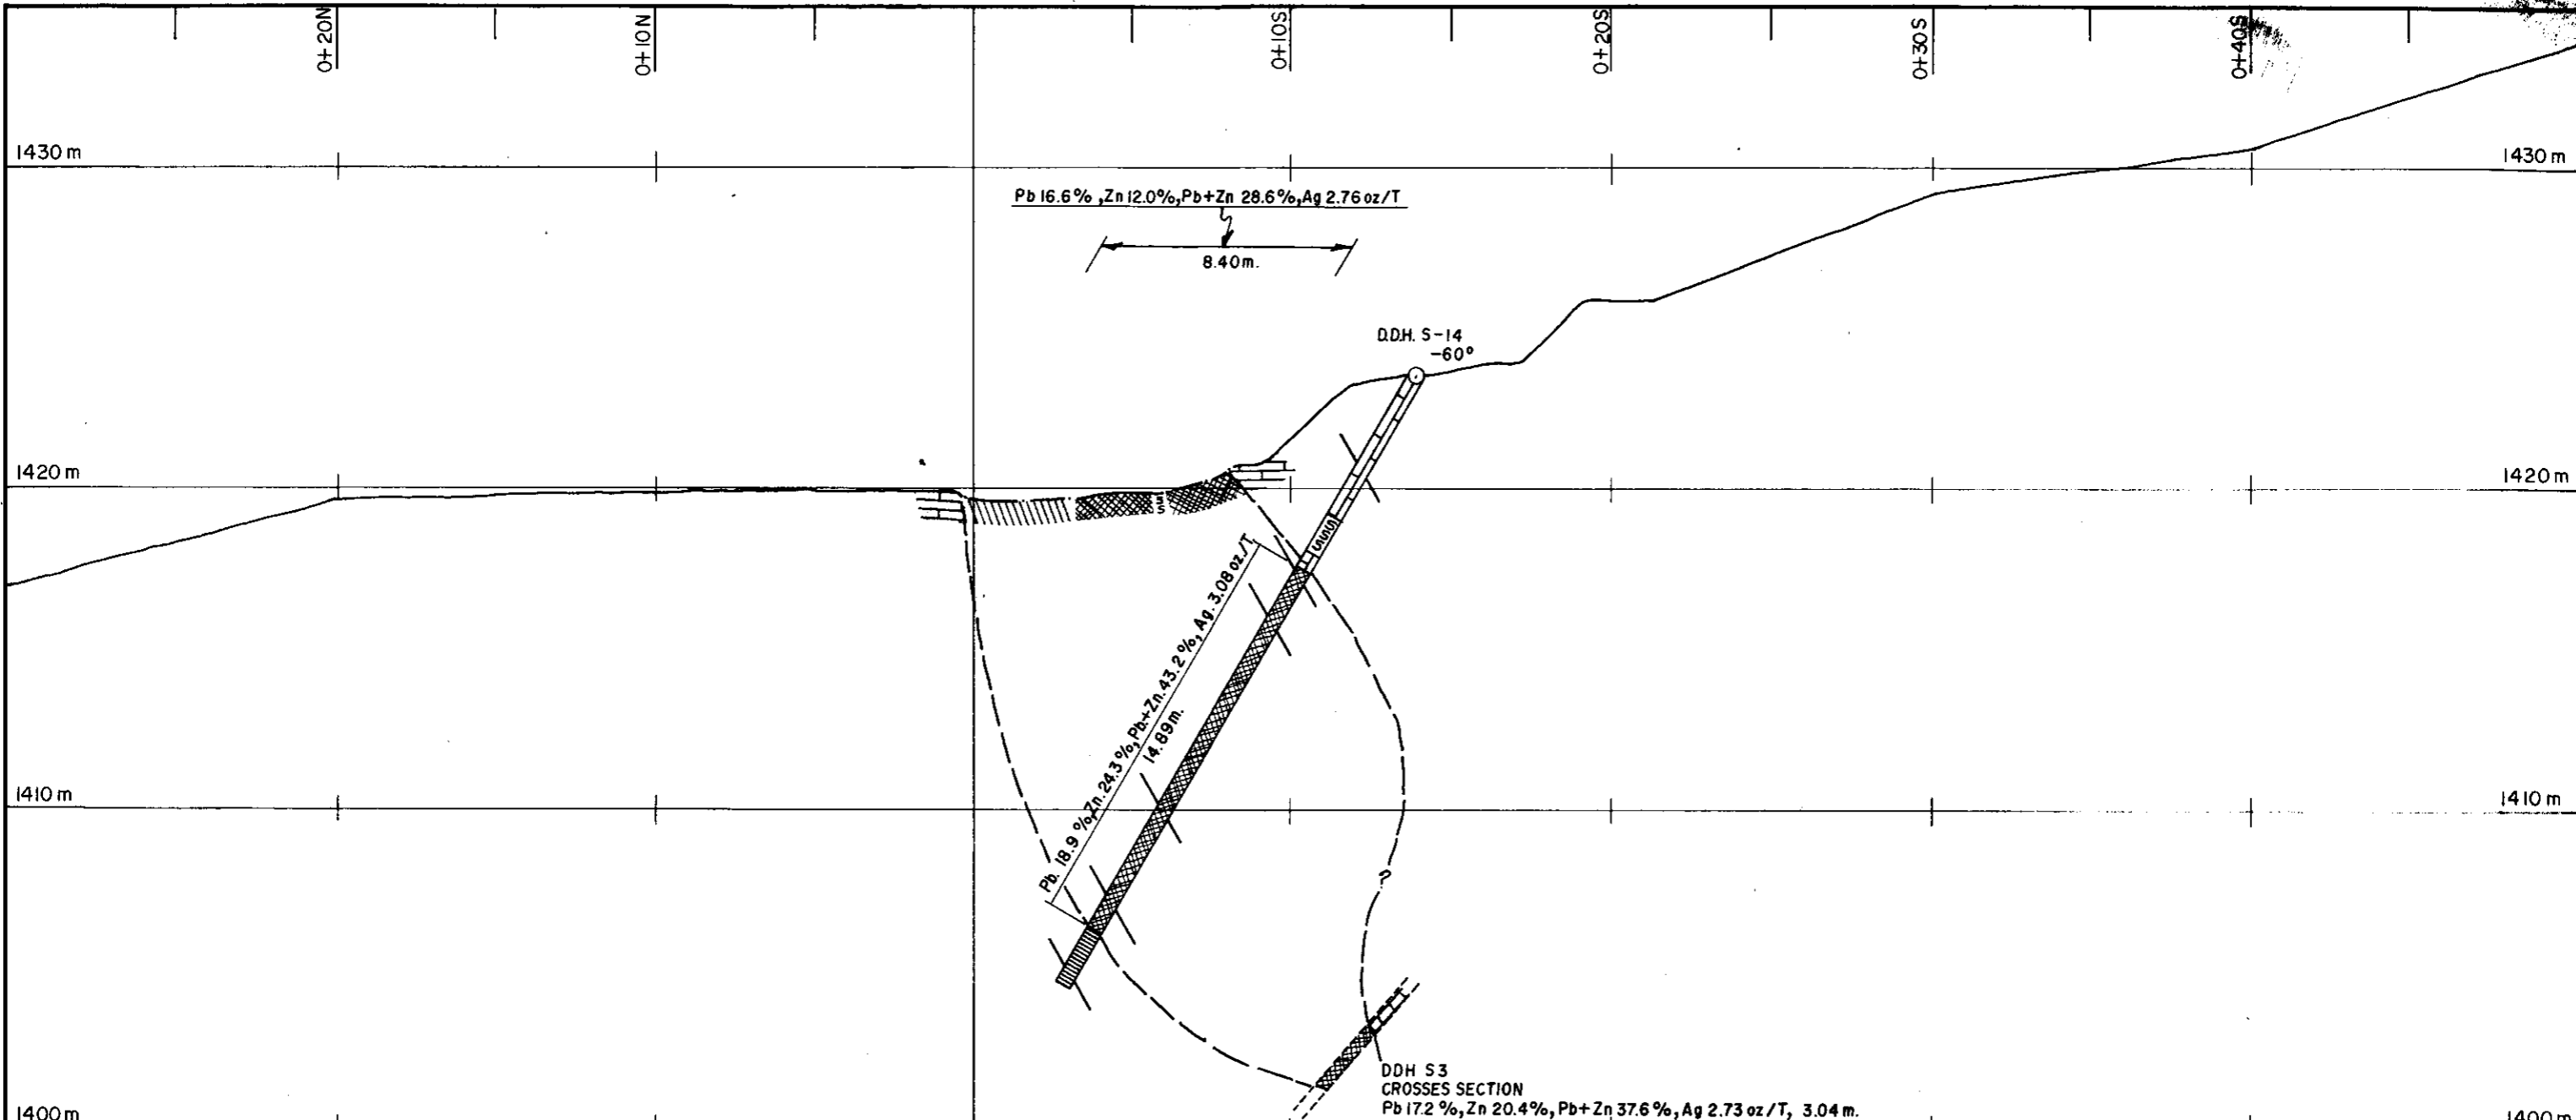 0+20N
0+10N
0+10S
0+20S
0+30S
0+40S
1430 m
1430 m
Pb 16.6% ,Zn 12.0%,Pb+Zn 28.6%,Ag 2.76 oz/T
8.40m.
D.D.H. S-14
-60°
1420 m
1420 m
S
S
SSS
Pb. 18.9 %,Zn. 24.3 %, Pb.+Zn. 43.2 %, Ag. 3.08 oz./T.
14.89m.
1410 m
1410 m
?
DDH S3
CROSSES SECTION
Pb 17.2 %, Zn 20.4%, Pb+Zn 37.6%, Ag 2.73 oz/T, 3.04 m.
1400 m
1400 m